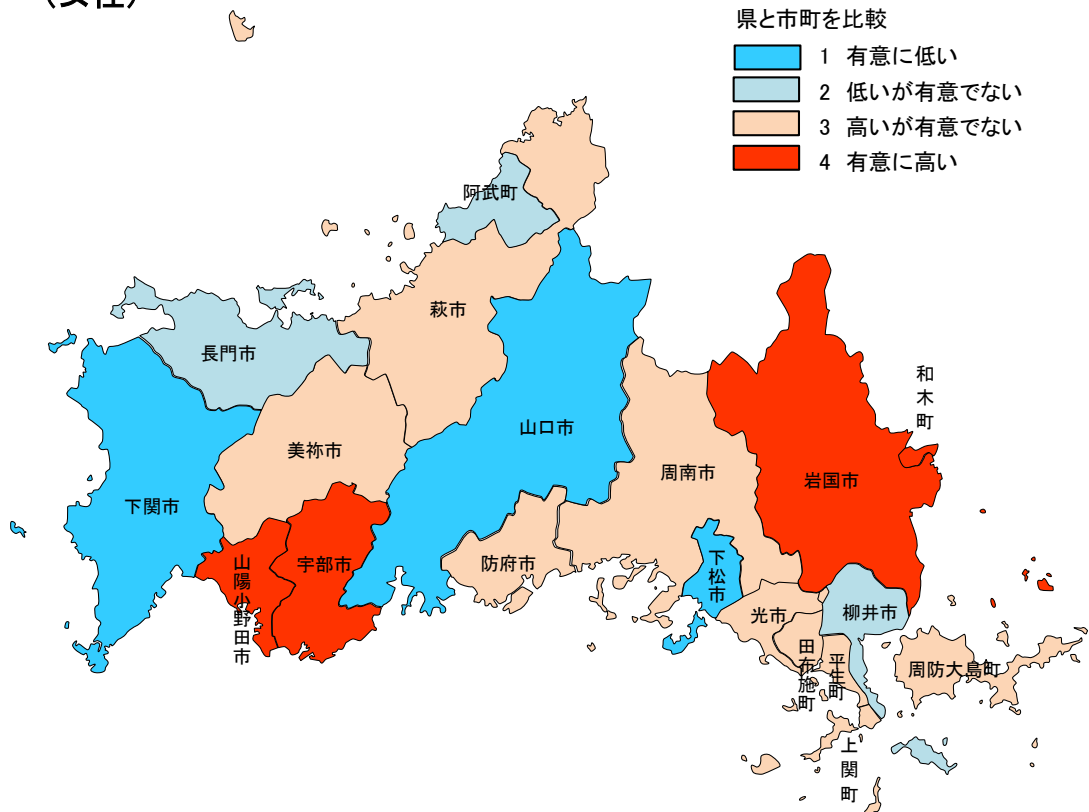 （女性）
県と市町を比較
1 有意に低い
2 低いが有意でない
3 高いが有意でない
4 有意に高い
阿武町
萩市
長門市
和木町
山口市
美祢市
周南市
岩国市
下関市
防府市
宇部市
山陽小野田市
下松市
光市
柳井市
田布施町
平生町
周防大島町
上関町